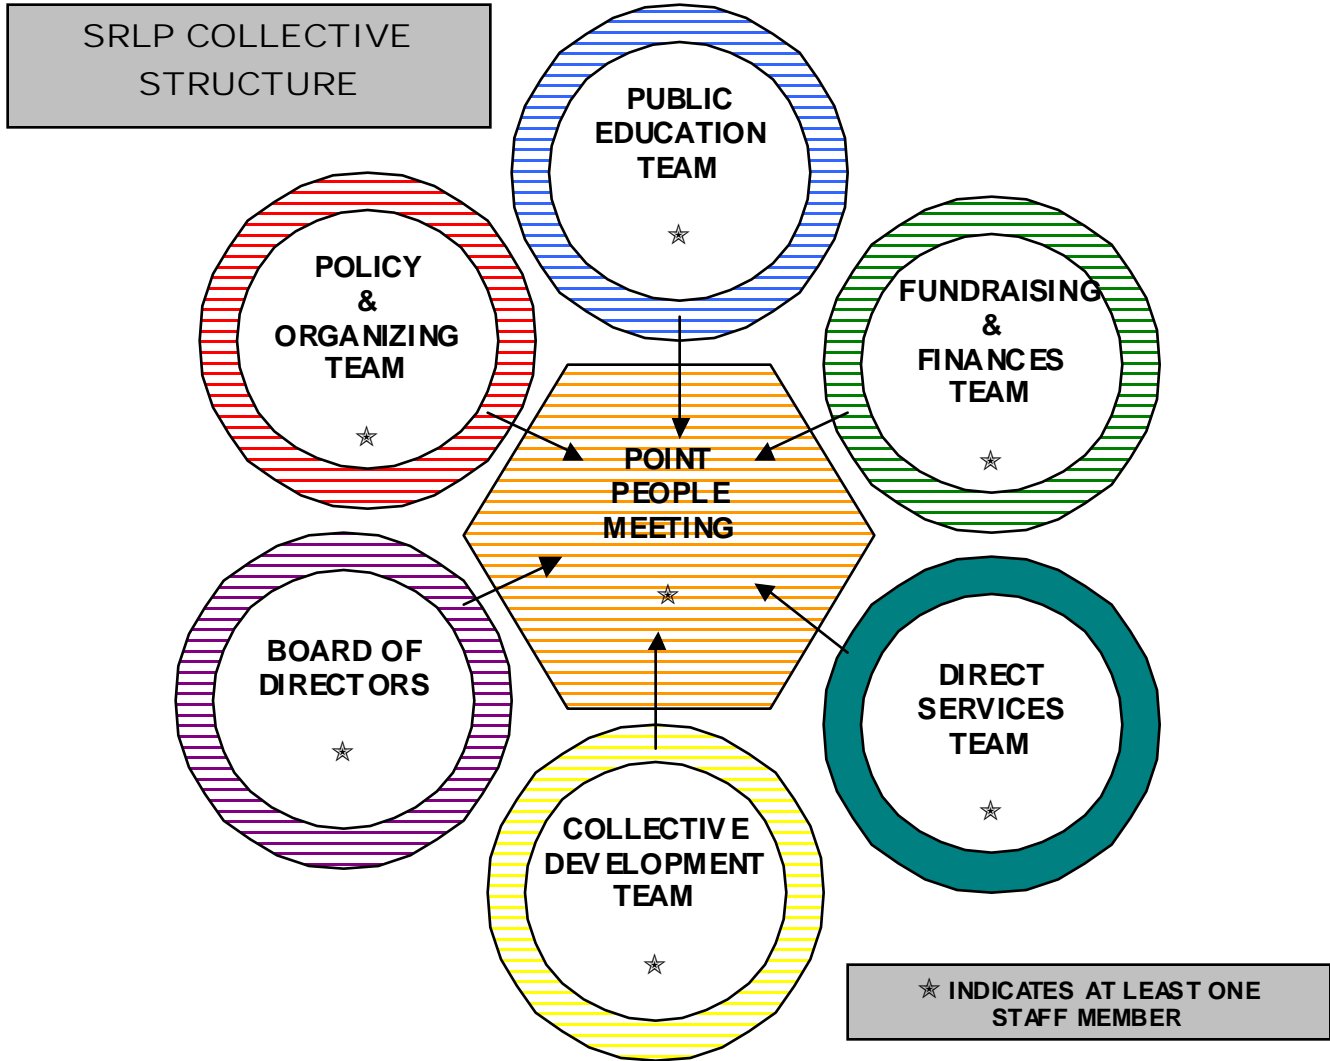 SRLP COLLECTIVE
STRUCTURE
PUBLIC
EDUCATION
TEAM
✯
POLICY
&
ORGANIZING
TEAM
✯
FUNDRAISING
&
FINANCES
TEAM
✯
POINT
PEOPLE
MEETING
✯
BOARD OF
DIRECTORS
✯
DIRECT
SERVICES
TEAM
✯
COLLECTIVE
DEVELOPMENT
TEAM
✯
✯ INDICATES AT LEAST ONE
STAFF MEMBER